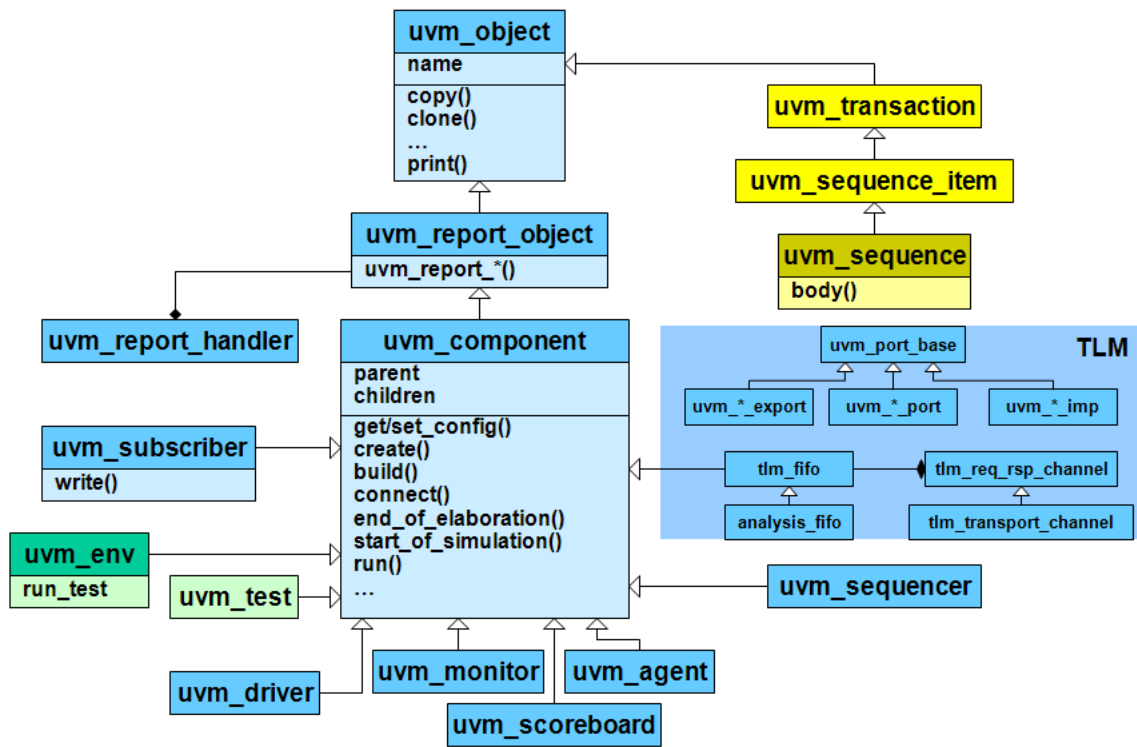 uvm_object
name
copy()
clone()
...
print()
uvm_transaction
uvm_sequence_item
uvm_sequence
body()
uvm_report_object
uvm_report_*()
uvm_report_handler
uvm_component
parent
children
get/set_config()
create()
build()
connect()
end_of_elaboration()
start_of_simulation()
run()
...
TLM
uvm_port_base
uvm_*_export
uvm_*_port
uvm_*_imp
tlm_fifo
tlm_req_rsp_channel
analysis_fifo
tlm_transport_channel
uvm_subscriber
write()
uvm_env
run_test
uvm_test
uvm_sequencer
uvm_driver
uvm_monitor
uvm_agent
uvm_scoreboard